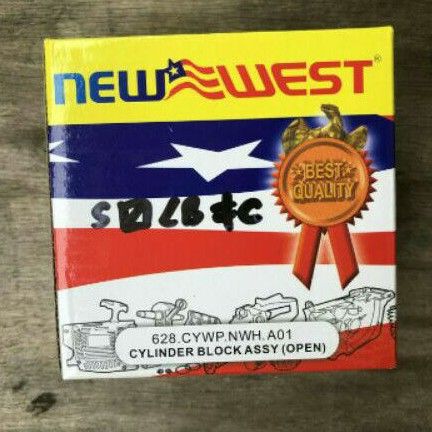 NEW WEST®
BEST
QUALITY
628.CYWP.NWH.A01
CYLINDER BLOCK ASSY (OPEN)